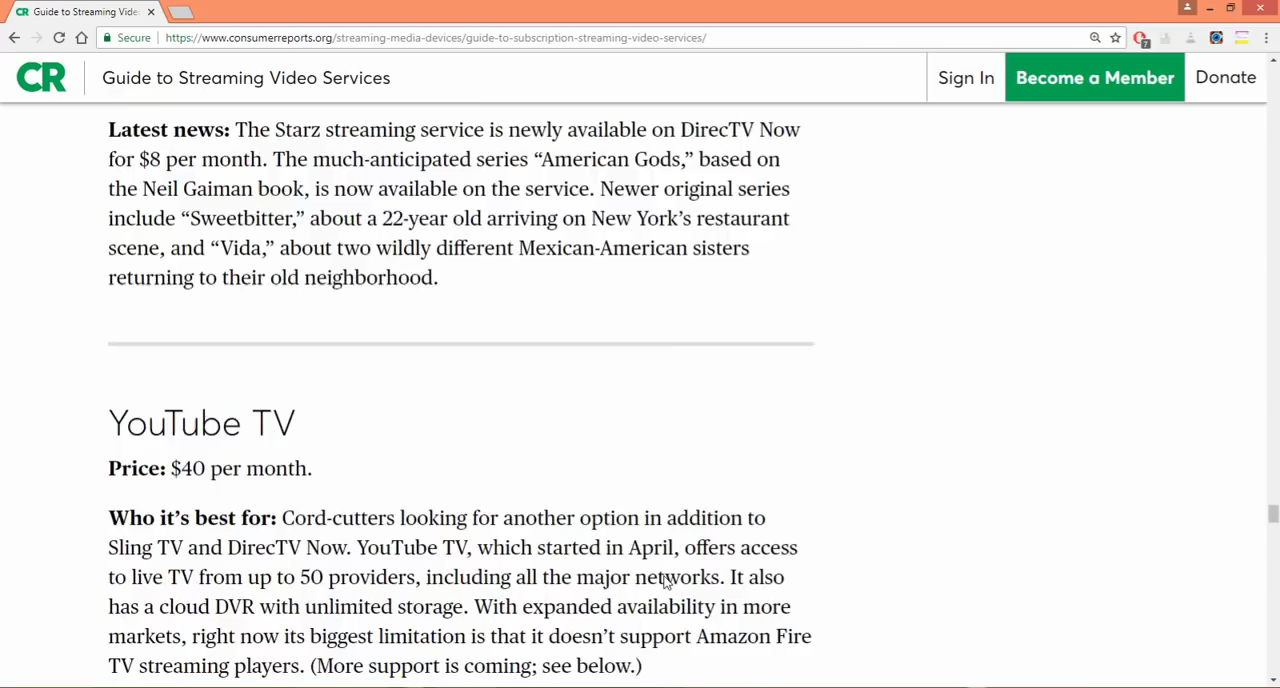 CR Guide to Streaming Vide
Secure https://www.consumerreports.org/streaming-media-devices/guide-to-subscription-streaming-video-services/
7
CR Guide to Streaming Video Services Sign In Become a Member Donate
Latest news: The Starz streaming service is newly available on DirecTV Now
for $8 per month. The much-anticipated series “American Gods,” based on
the Neil Gaiman book, is now available on the service. Newer original series
include “Sweetbitter,” about a 22-year old arriving on New York’s restaurant
scene, and “Vida,” about two wildly different Mexican-American sisters
returning to their old neighborhood.
YouTube TV
Price: $40 per month.
Who it’s best for: Cord-cutters looking for another option in addition to
Sling TV and DirecTV Now. YouTube TV, which started in April, offers access
to live TV from up to 50 providers, including all the major networks. It also
has a cloud DVR with unlimited storage. With expanded availability in more
markets, right now its biggest limitation is that it doesn’t support Amazon Fire
TV streaming players. (More support is coming; see below.)